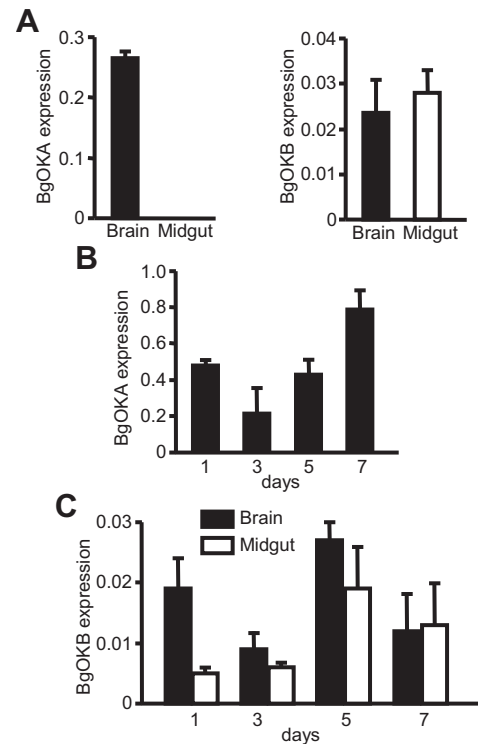 A
BgOKA expression
0.3
0.2
0.1
0
Brain Midgut
BgOKB expression
0.04
0.03
0.02
0.01
0
Brain Midgut
B
BgOKA expression
1.0
0.8
0.6
0.4
0.2
0
1 3 5 7
days
C
BgOKB expression
0.03
0.02
0.01
0
Brain
Midgut
1 3 5 7
days